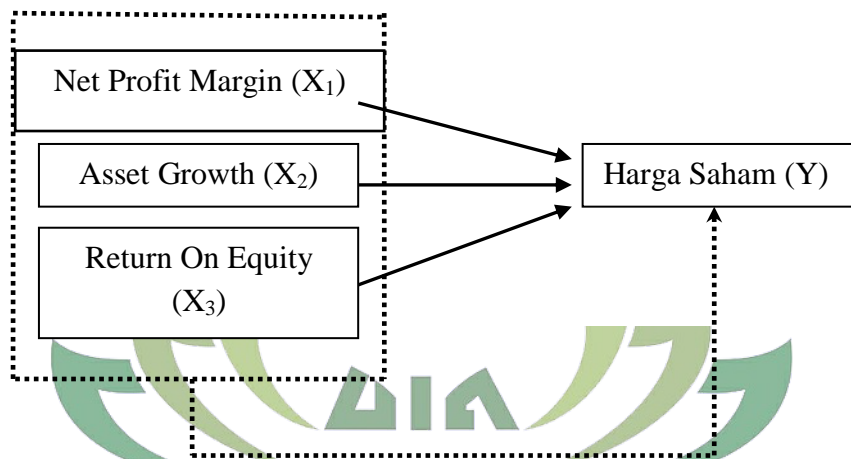 Net Profit Margin (X₁)
Asset Growth (X₂)
Harga Saham (Y)
Return On Equity
(X₃)